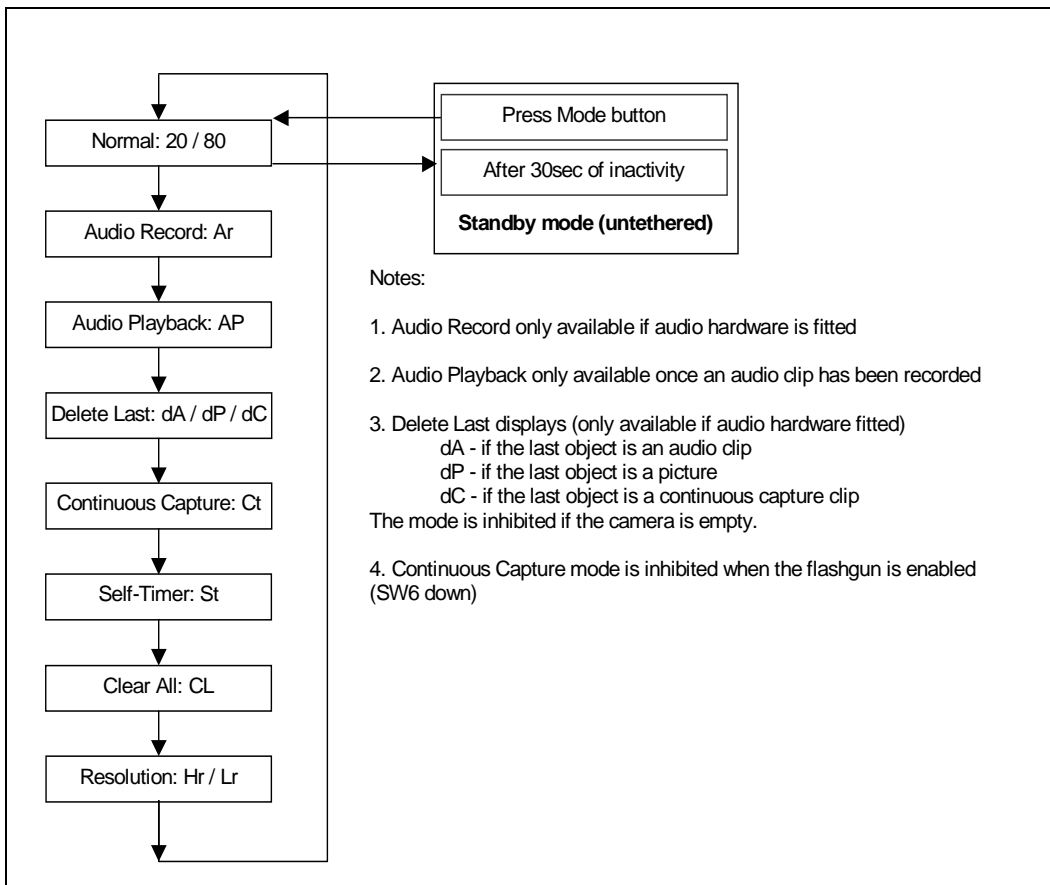 Normal: 20 / 80
Audio Record: Ar
Audio Playback: AP
Delete Last: dA / dP / dC
Continuous Capture: Ct
Self-Timer: St
Clear All: CL
Resolution: Hr / Lr
Press Mode button
After 30sec of inactivity
Standby mode (untethered)
Notes:
1. Audio Record only available if audio hardware is fitted
2. Audio Playback only available once an audio clip has been recorded
3. Delete Last displays (only available if audio hardware fitted)
dA - if the last object is an audio clip
dP - if the last object is a picture
dC - if the last object is a continuous capture clip
The mode is inhibited if the camera is empty.
4. Continuous Capture mode is inhibited when the flashgun is enabled
(SW6 down)